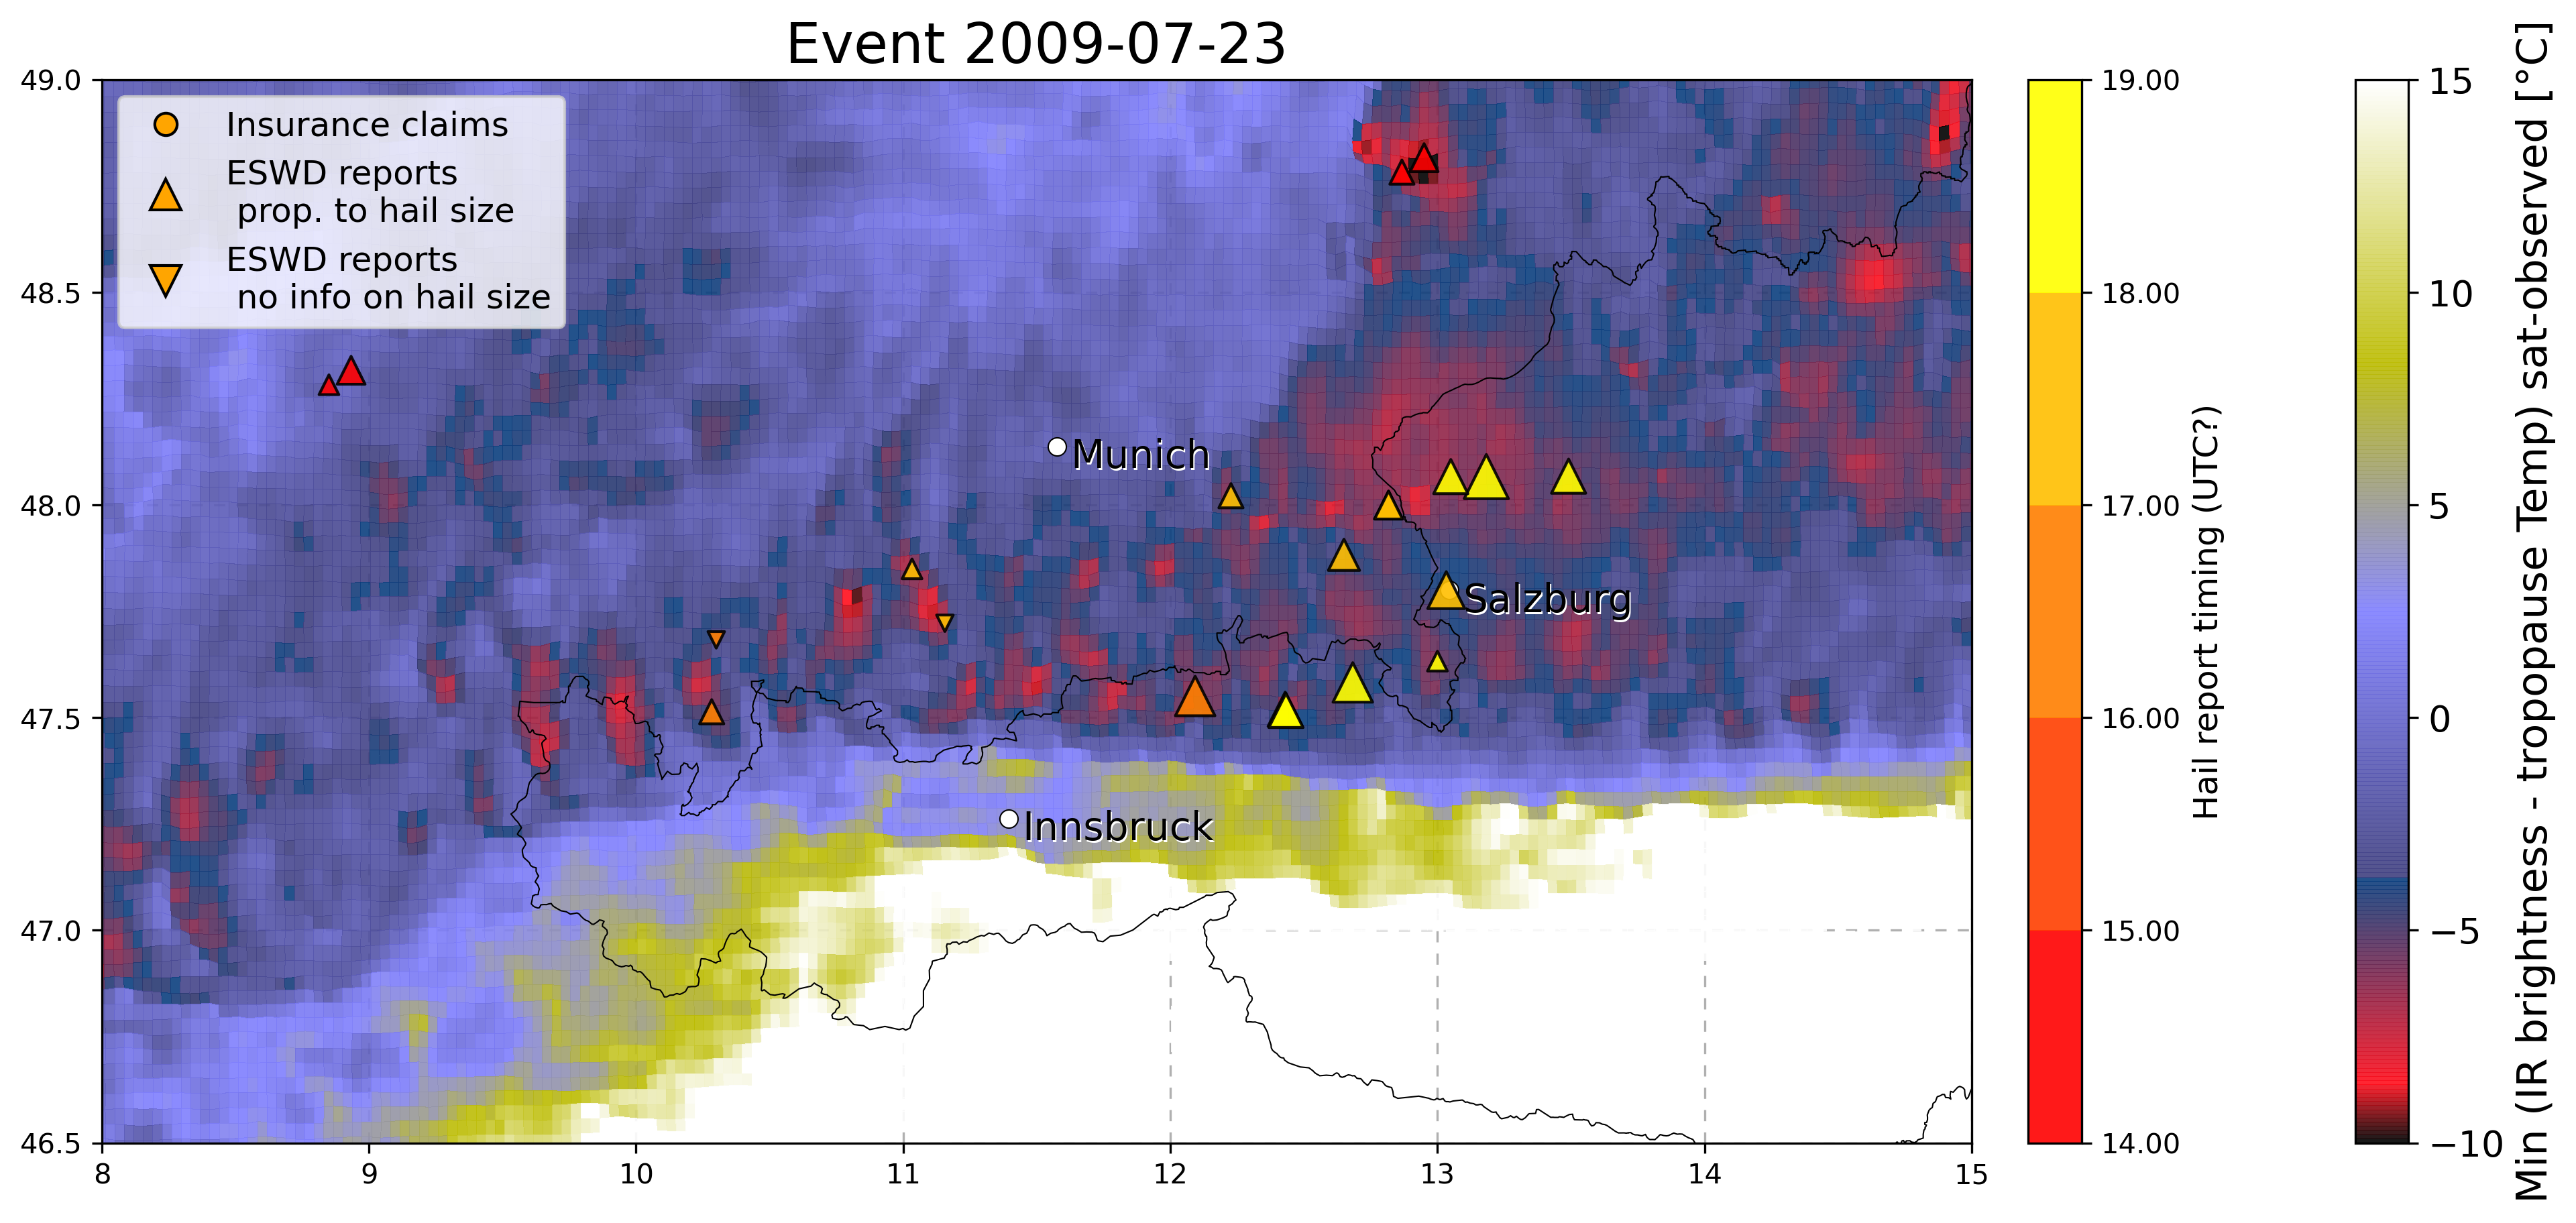 Event 2009-07-23
49.0
48.5
48.0
47.5
47.0
46.5
8
9
10
11
12
13
14
15
Insurance claims
ESWD reports
prop. to hail size
ESWD reports
no info on hail size
Munich
Salzburg
Innsbruck
19.00
18.00
17.00
16.00
15.00
14.00
Hail report timing (UTC?)
15
10
5
0
−5
−10
Min (IR brightness - tropopause Temp) sat-observed [°C]